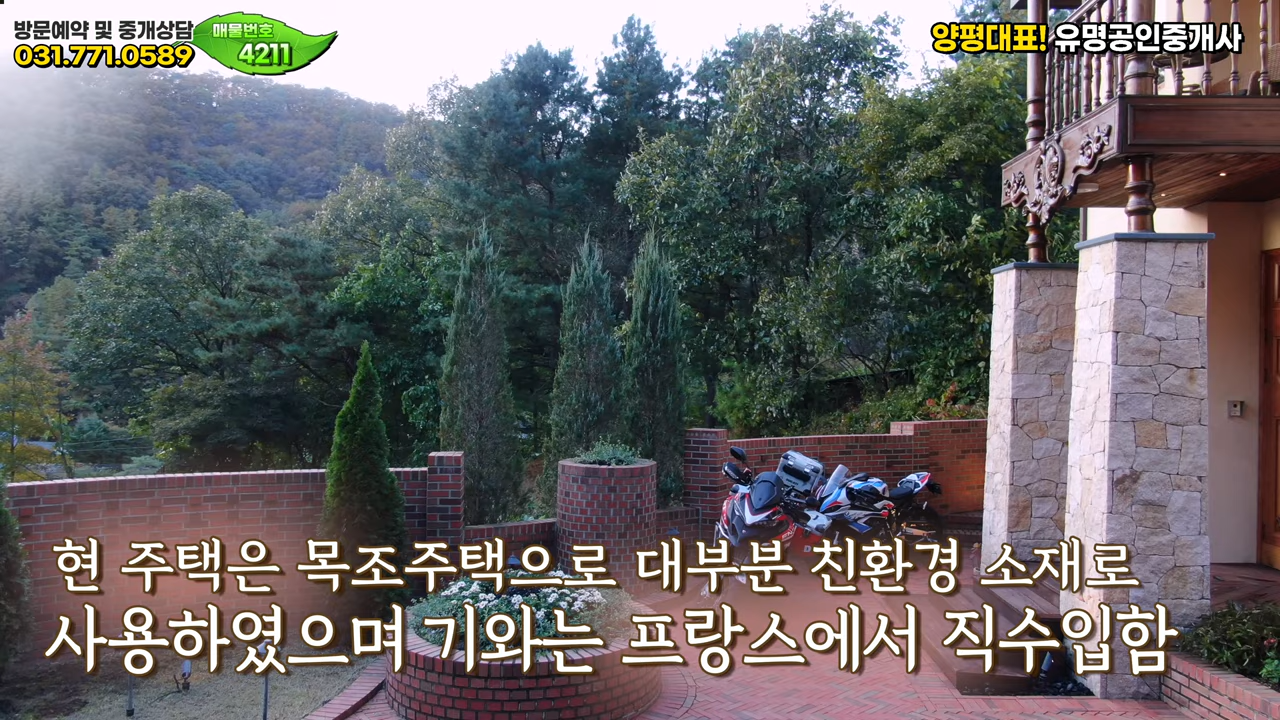 방문예약 및 중개상담
031.771.0589
매물번호
4211
양평대표! 유명공인중개사
현 주택은 목조주택으로 대부분 친환경 소재로
사용하였으며 기와는 프랑스에서 직수입함